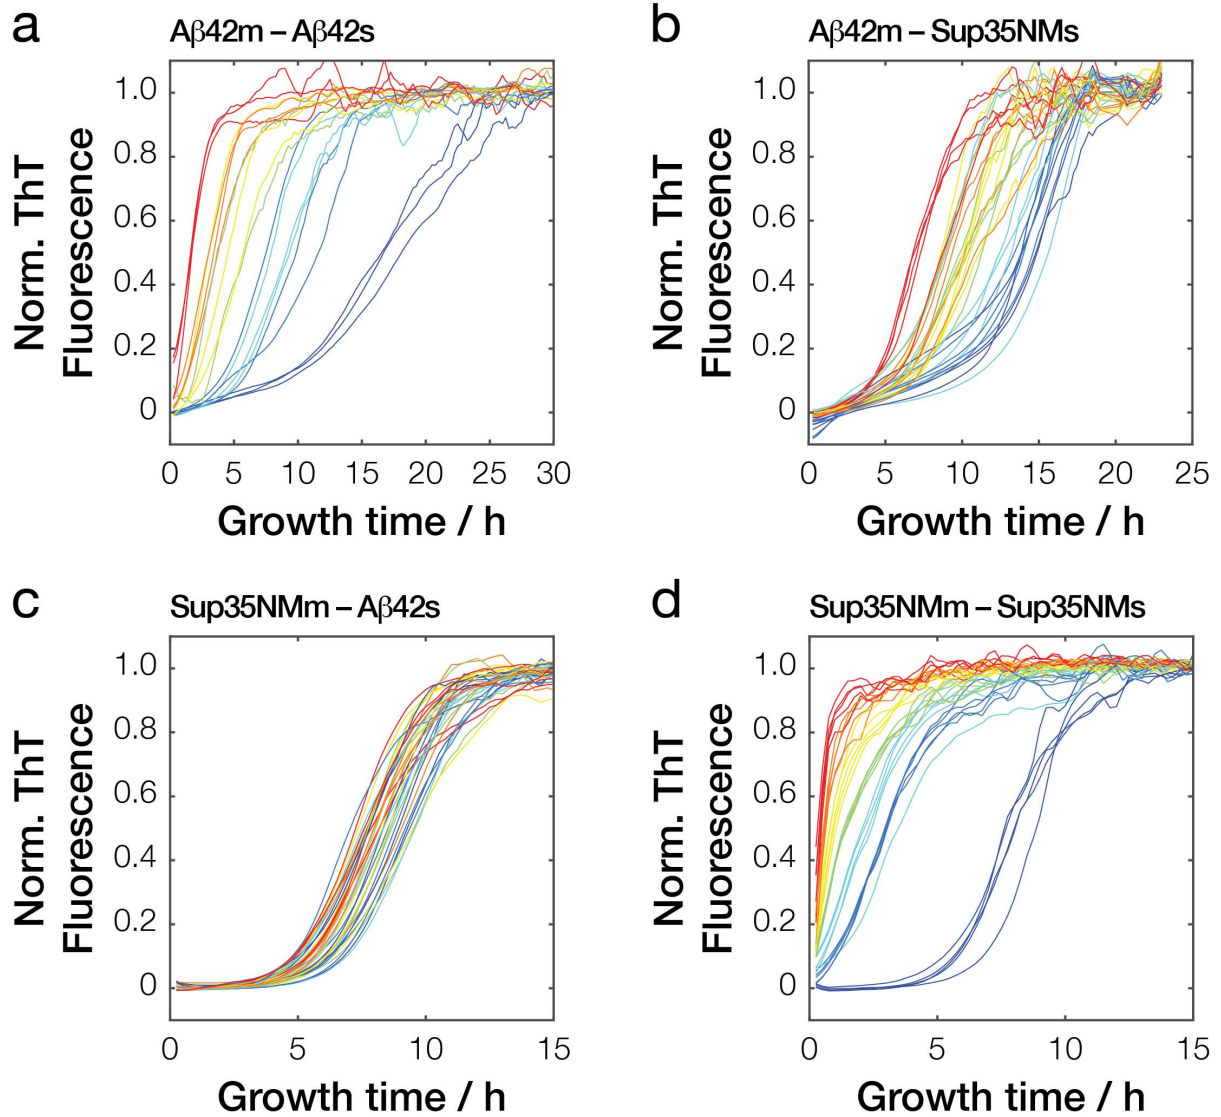 a
Aβ42m – Aβ42s
Norm. ThT
Fluorescence
1.0
0.8
0.6
0.4
0.2
0
0 5 10 15 20 25 30
Growth time / h
b
Aβ42m – Sup35NMs
Norm. ThT
Fluorescence
1.0
0.8
0.6
0.4
0.2
0
0 5 10 15 20 25
Growth time / h
c
Sup35NMm – Aβ42s
Norm. ThT
Fluorescence
1.0
0.8
0.6
0.4
0.2
0
0 5 10 15
Growth time / h
d
Sup35NMm – Sup35NMs
Norm. ThT
Fluorescence
1.0
0.8
0.6
0.4
0.2
0
0 5 10 15
Growth time / h